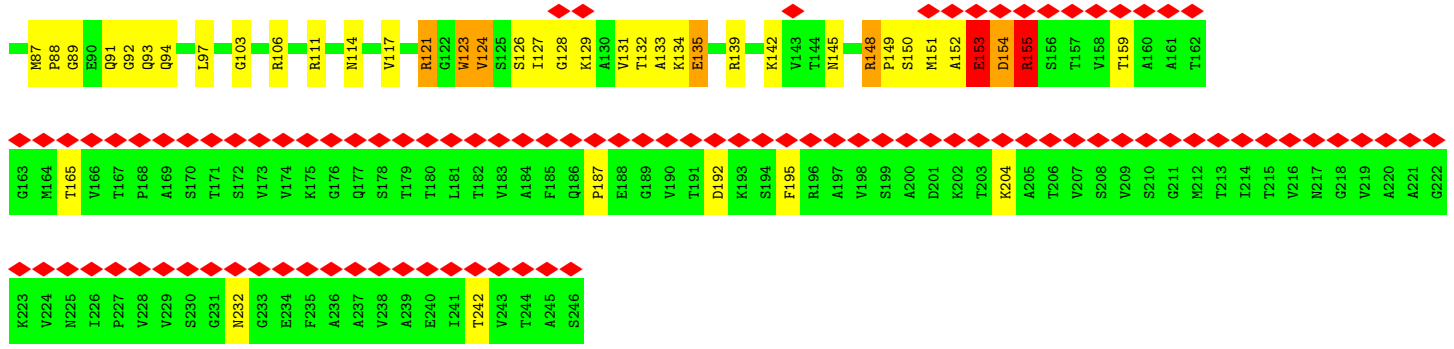 M87 P88 G89 E90 Q91 G92 Q93 Q94 L97 G103 R106 R111 N114 V117 R121 G122 W123 V124 S125 S126 I127 G128 K129 A130 V131 T132 A133 K134 E135 R139 K142 V143 T144 N145 R148 P149 S150 M151 A152 E153 D154 R155 S156 T157 V158 T159 A160 A161 T162
G163 M164 T165 V166 T167 P168 A169 S170 T171 S172 V173 V174 K175 G176 Q177 S178 T179 T180 L181 T182 V183 A184 F185 Q186 P187 E188 G189 V190 T191 D192 K193 S194 F195 R196 A197 V198 S199 A200 D201 K202 T203 K204 A205 T206 V207 S208 V209 S210 G211 M212 T213 I214 T215 V216 N217 G218 V219 A220 A221 G222
K223 V224 N225 I226 P227 V228 V229 S230 G231 N232 G233 E234 F235 A236 A237 V238 A239 E240 I241 T242 V243 T244 A245 S246